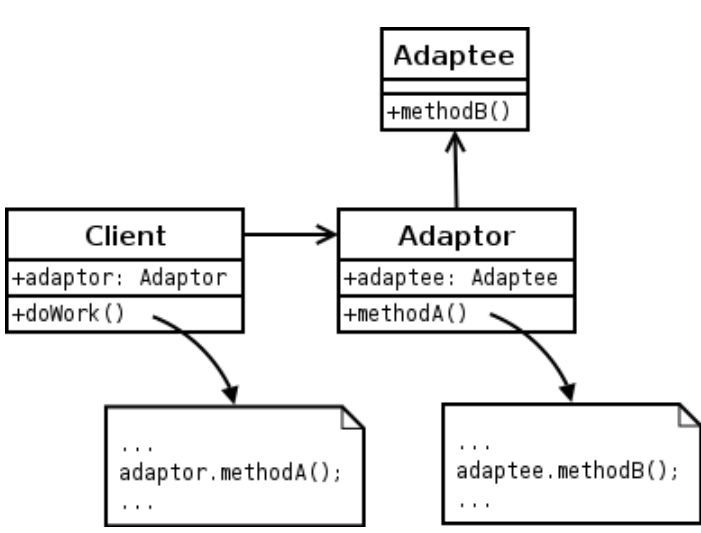 Adaptee
+methodB()
Client
+adaptor: Adaptor
+doWork()
Adaptor
+adaptee: Adaptee
+methodA()
...
adaptor.methodA();
...
...
adaptee.methodB();
...